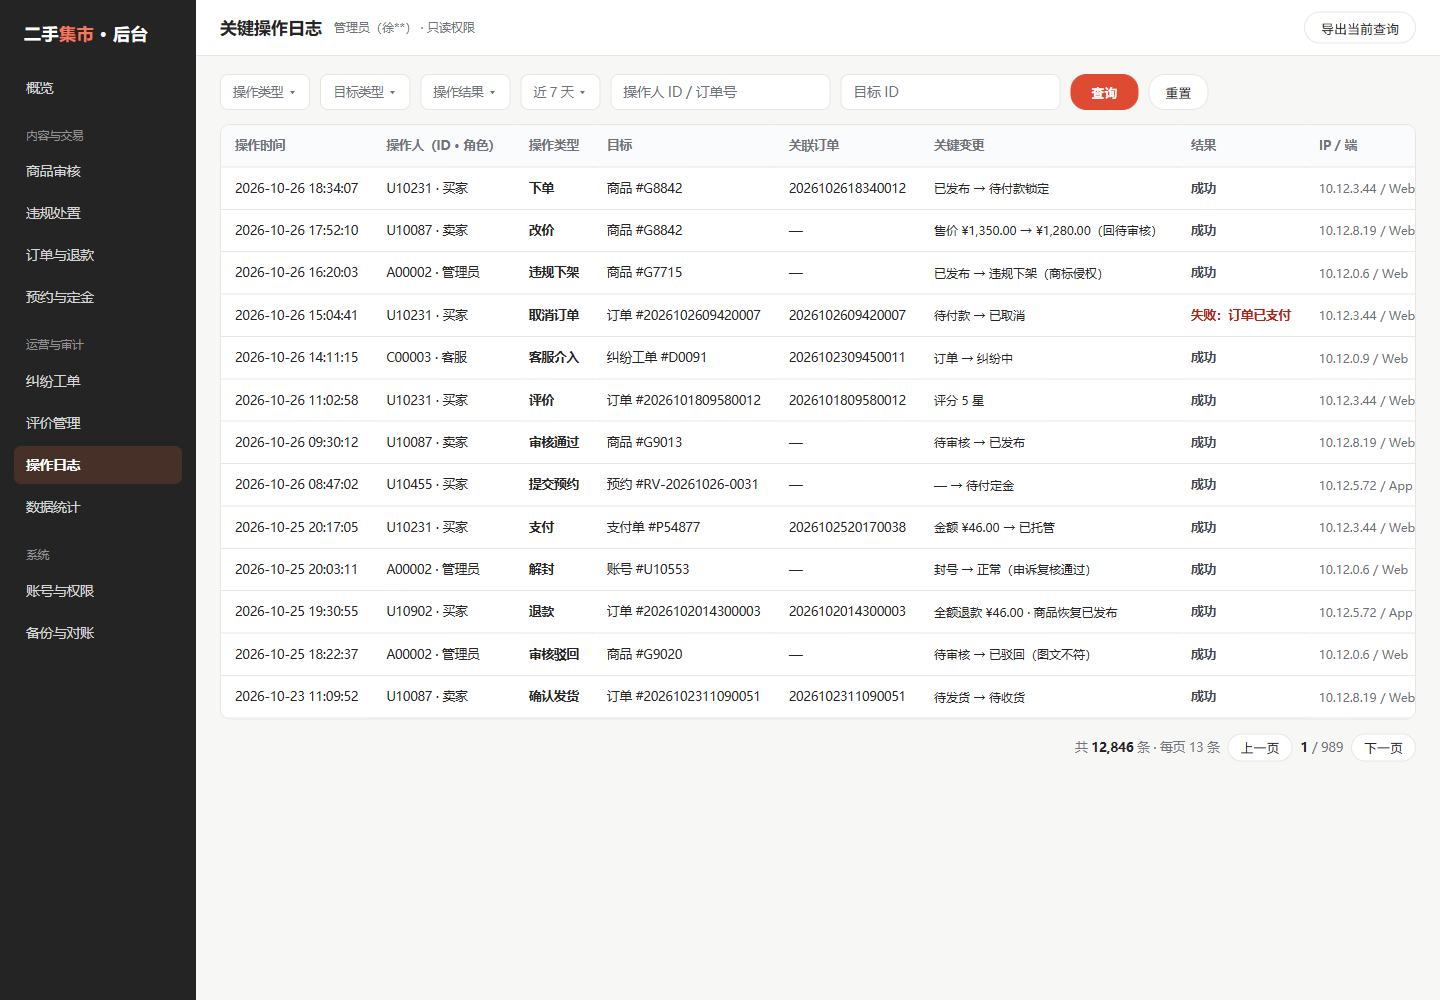 二手集市 · 后台
概览
内容与交易
商品审核
违规处置
订单与退款
预约与定金
运营与审计
纠纷工单
评价管理
操作日志
数据统计
系统
账号与权限
备份与对账
关键操作日志 管理员（徐**） · 只读权限 导出当前查询
操作类型 ▾ 目标类型 ▾ 操作结果 ▾ 近 7 天 ▾ 操作人 ID / 订单号 目标 ID 查询 重置
操作时间 操作人（ID · 角色） 操作类型 目标 关联订单 关键变更 结果 IP / 端
2026-10-26 18:34:07 U10231 · 买家 下单 商品 #G8842 2026102618340012 已发布 → 待付款锁定 成功 10.12.3.44 / Web
2026-10-26 17:52:10 U10087 · 卖家 改价 商品 #G8842 — 售价 ¥1,350.00 → ¥1,280.00（回待审核） 成功 10.12.8.19 / Web
2026-10-26 16:20:03 A00002 · 管理员 违规下架 商品 #G7715 — 已发布 → 违规下架（商标侵权） 成功 10.12.0.6 / Web
2026-10-26 15:04:41 U10231 · 买家 取消订单 订单 #2026102609420007 2026102609420007 待付款 → 已取消 失败：订单已支付 10.12.3.44 / Web
2026-10-26 14:11:15 C00003 · 客服 客服介入 纠纷工单 #D0091 2026102309450011 订单 → 纠纷中 成功 10.12.0.9 / Web
2026-10-26 11:02:58 U10231 · 买家 评价 订单 #2026101809580012 2026101809580012 评分 5 星 成功 10.12.3.44 / Web
2026-10-26 09:30:12 U10087 · 卖家 审核通过 商品 #G9013 — 待审核 → 已发布 成功 10.12.8.19 / Web
2026-10-26 08:47:02 U10455 · 买家 提交预约 预约 #RV-20261026-0031 — — → 待付定金 成功 10.12.5.72 / App
2026-10-25 20:17:05 U10231 · 买家 支付 支付单 #P54877 2026102520170038 金额 ¥46.00 → 已托管 成功 10.12.3.44 / Web
2026-10-25 20:03:11 A00002 · 管理员 解封 账号 #U10553 — 封号 → 正常（申诉复核通过） 成功 10.12.0.6 / Web
2026-10-25 19:30:55 U10902 · 买家 退款 订单 #2026102014300003 2026102014300003 全额退款 ¥46.00 · 商品恢复已发布 成功 10.12.5.72 / App
2026-10-25 18:22:37 A00002 · 管理员 审核驳回 商品 #G9020 — 待审核 → 已驳回（图文不符） 成功 10.12.0.6 / Web
2026-10-23 11:09:52 U10087 · 卖家 确认发货 订单 #2026102311090051 2026102311090051 待发货 → 待收货 成功 10.12.8.19 / Web
共 12,846 条 · 每页 13 条 上一页 1 / 989 下一页